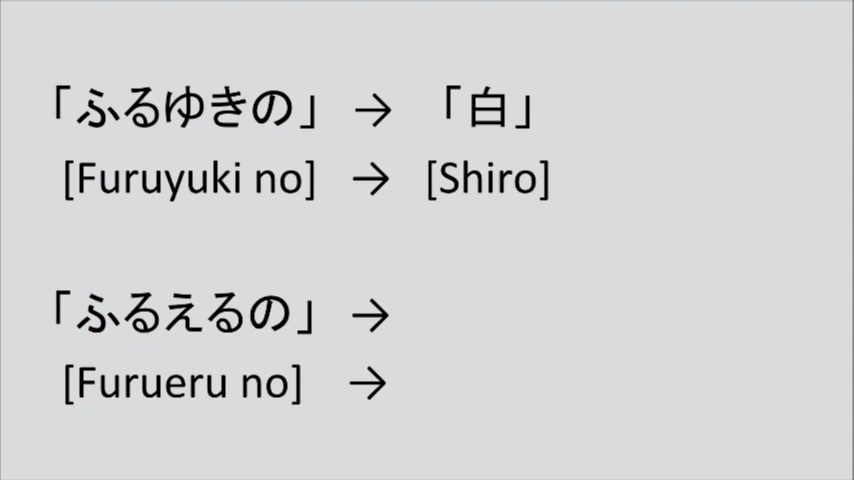 「ふるゆきの」 → 「白」
[Furuyuki no] → [Shiro]
「ふるえるの」 →
[Furueru no] →